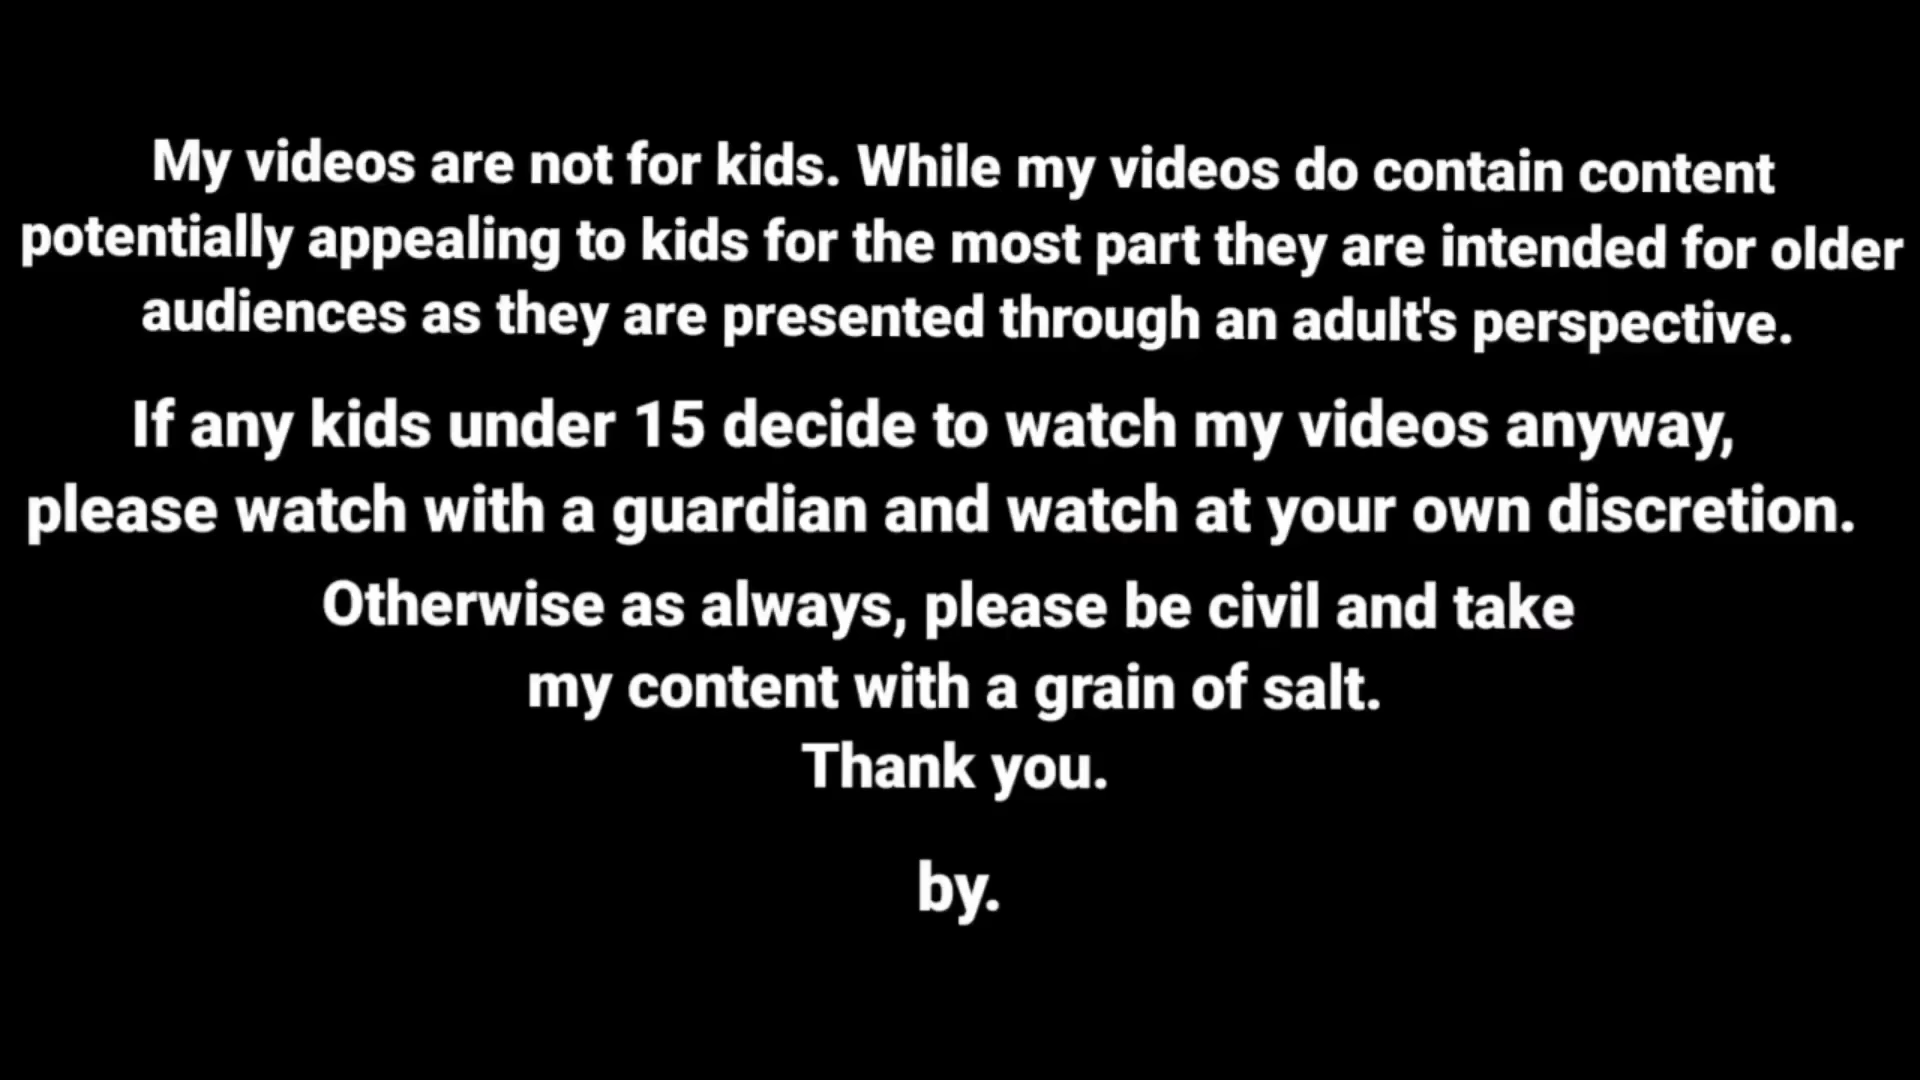 My videos are not for kids. While my videos do contain content
potentially appealing to kids for the most part they are intended for older
audiences as they are presented through an adult's perspective.
If any kids under 15 decide to watch my videos anyway,
please watch with a guardian and watch at your own discretion.
Otherwise as always, please be civil and take
my content with a grain of salt.
Thank you.
by.